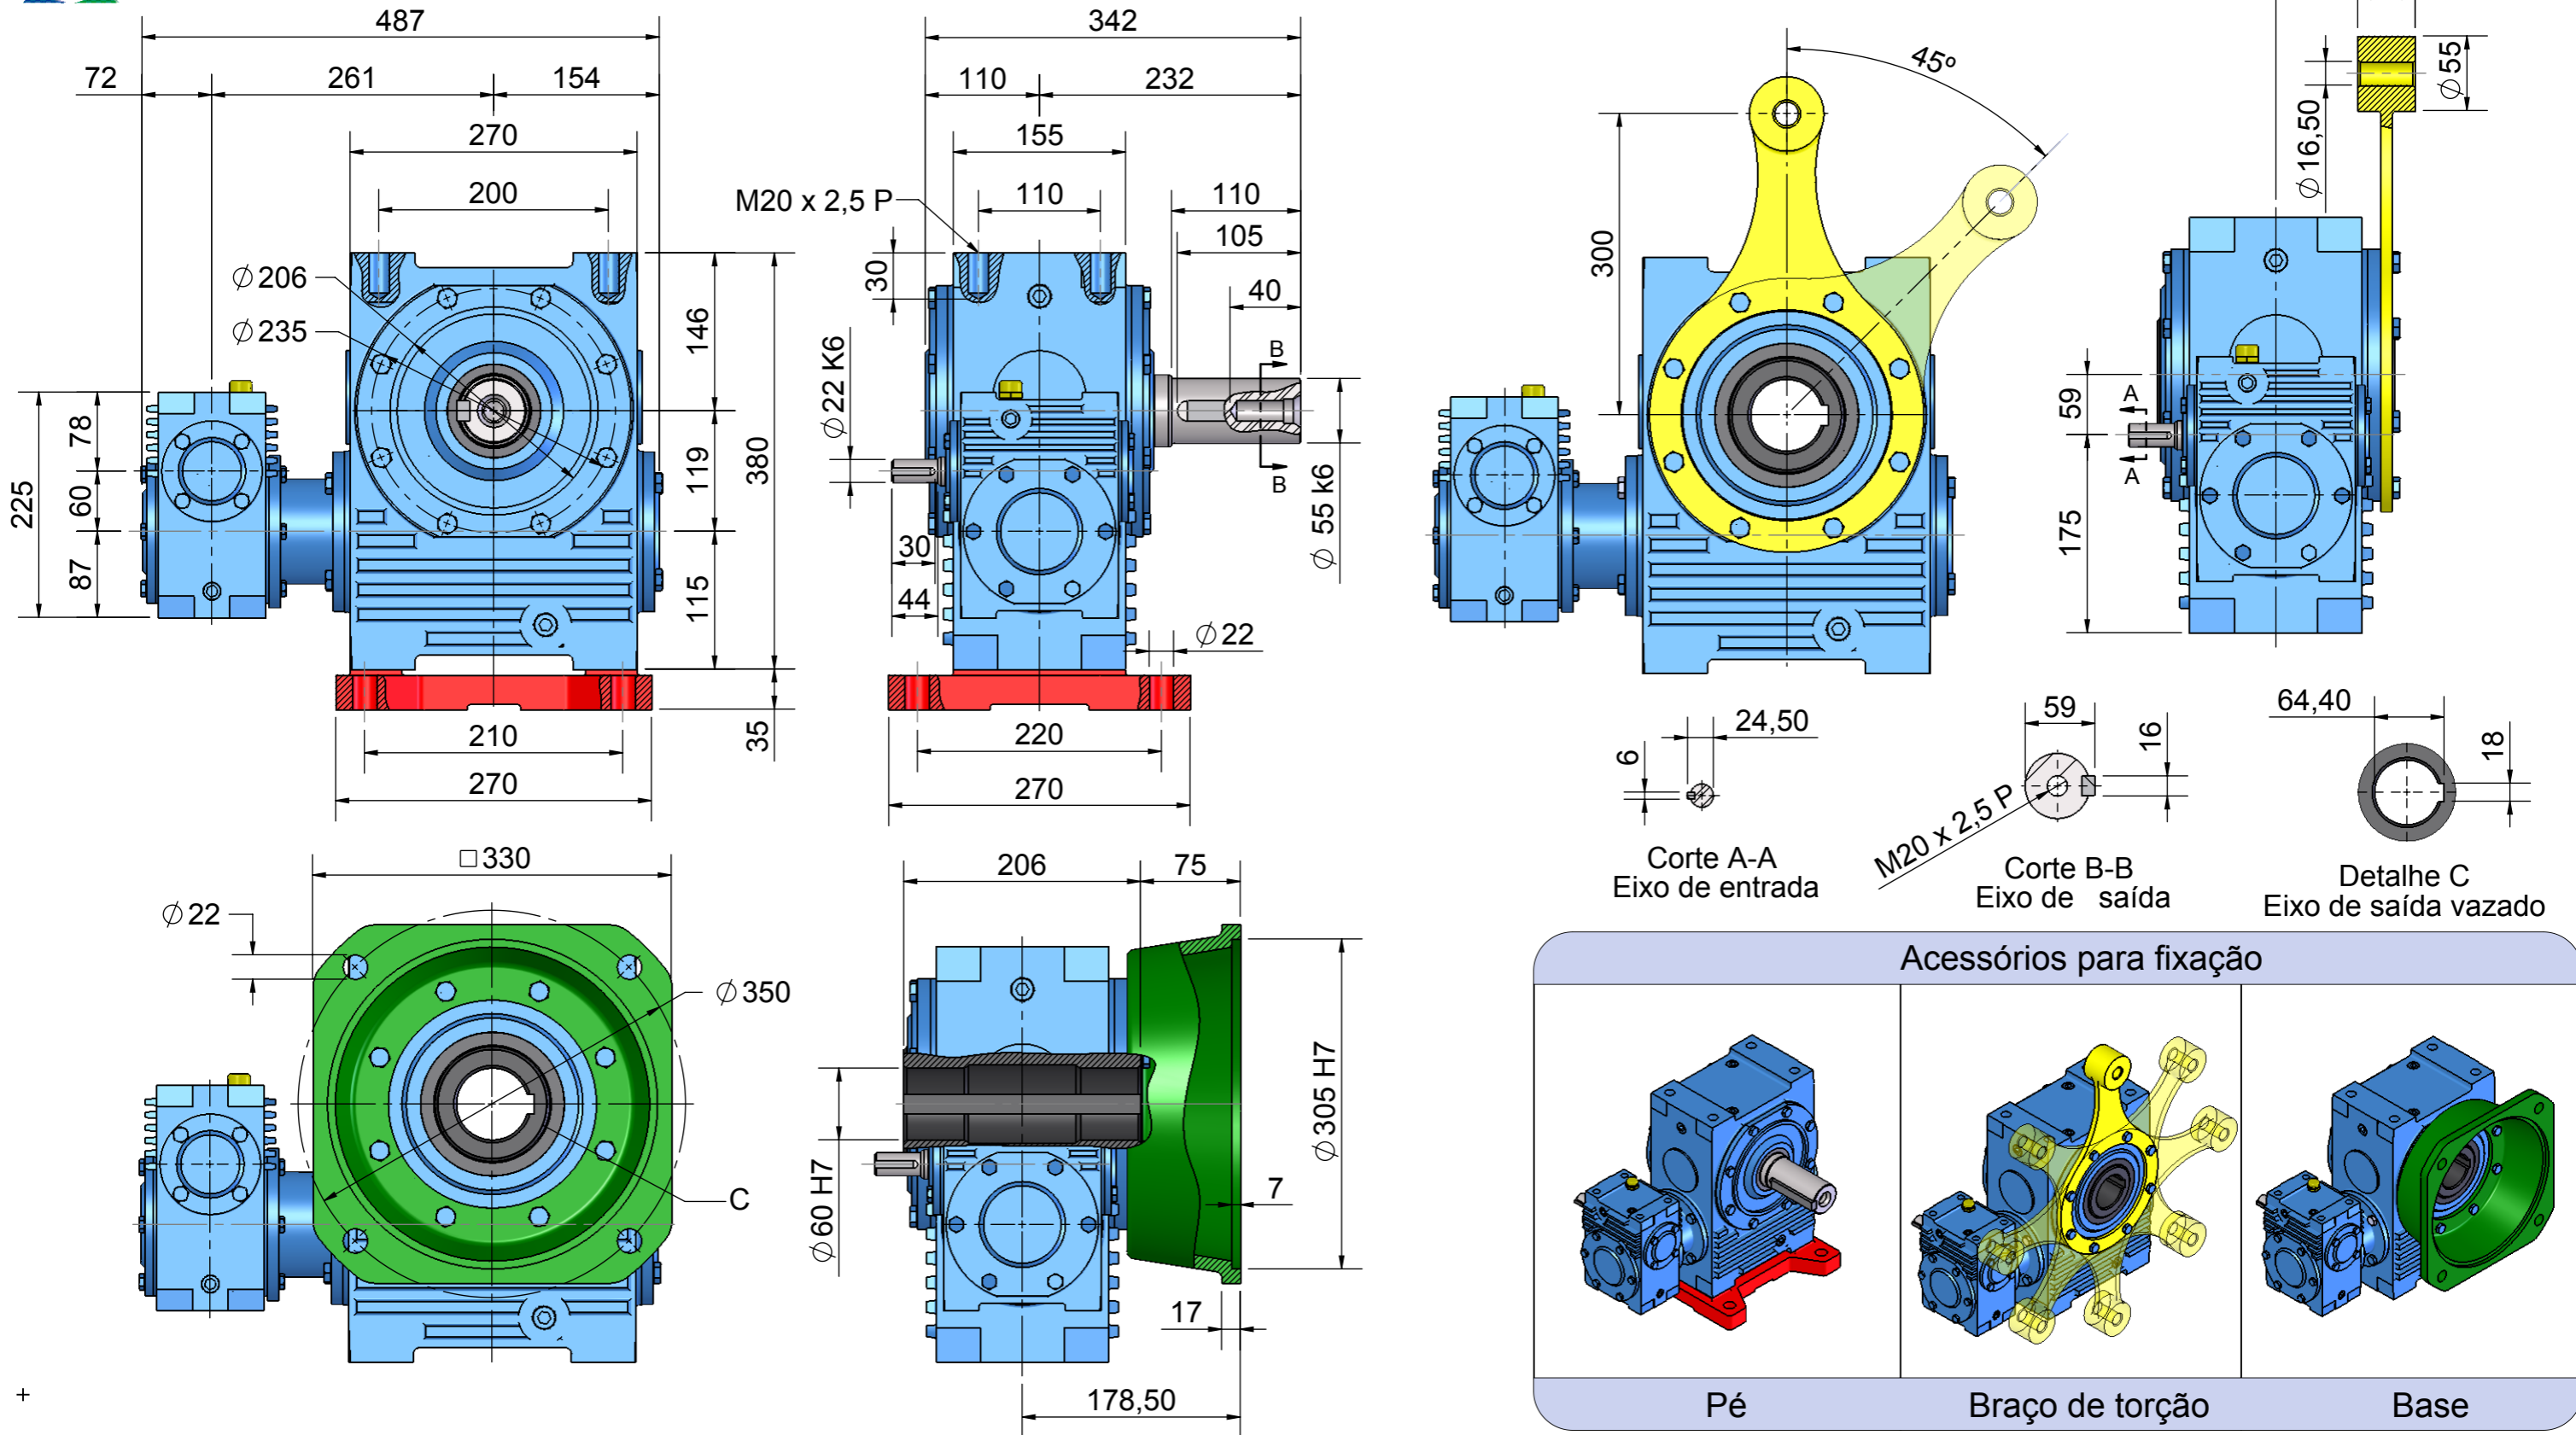 487
72
261
154
270
200
Ø 206
Ø 235
225
78
60
87
146
119
115
380
35
210
270
342
110
232
155
110
M20 x 2,5 P
110
105
40
30
Ø 22 K6
B
B
Ø 55 k6
30
44
Ø 22
220
270
45º
300
Ø 16,50
Ø 55
59
175
A
A
6
24,50
Corte A-A
Eixo de entrada
59
16
M20 x 2,5 P
Corte B-B
Eixo de saída
64,40
18
Detalhe C
Eixo de saída vazado
□ 330
Ø 22
Ø 350
C
206
75
Ø 60 H7
Ø 305 H7
7
17
178,50
Acessórios para fixação
Pé
Braço de torção
Base